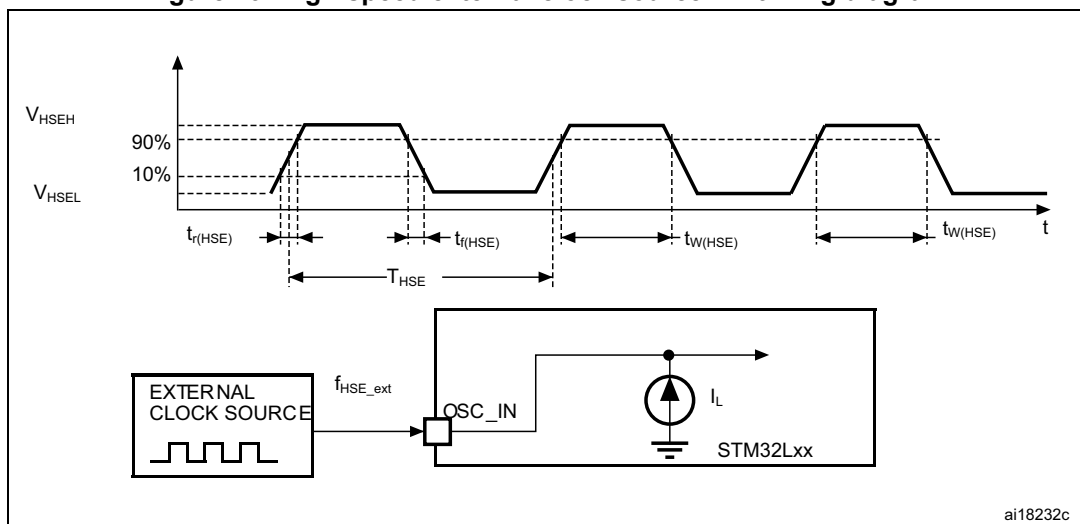 V_HSEH
90%
10%
V_HSEL
t_r(HSE)
t_f(HSE)
t_W(HSE)
t_W(HSE)
t
T_HSE
EXTERNAL
CLOCK SOURCE
f_HSE_ext
OSC_IN
I_L
STM32Lxx
ai18232c